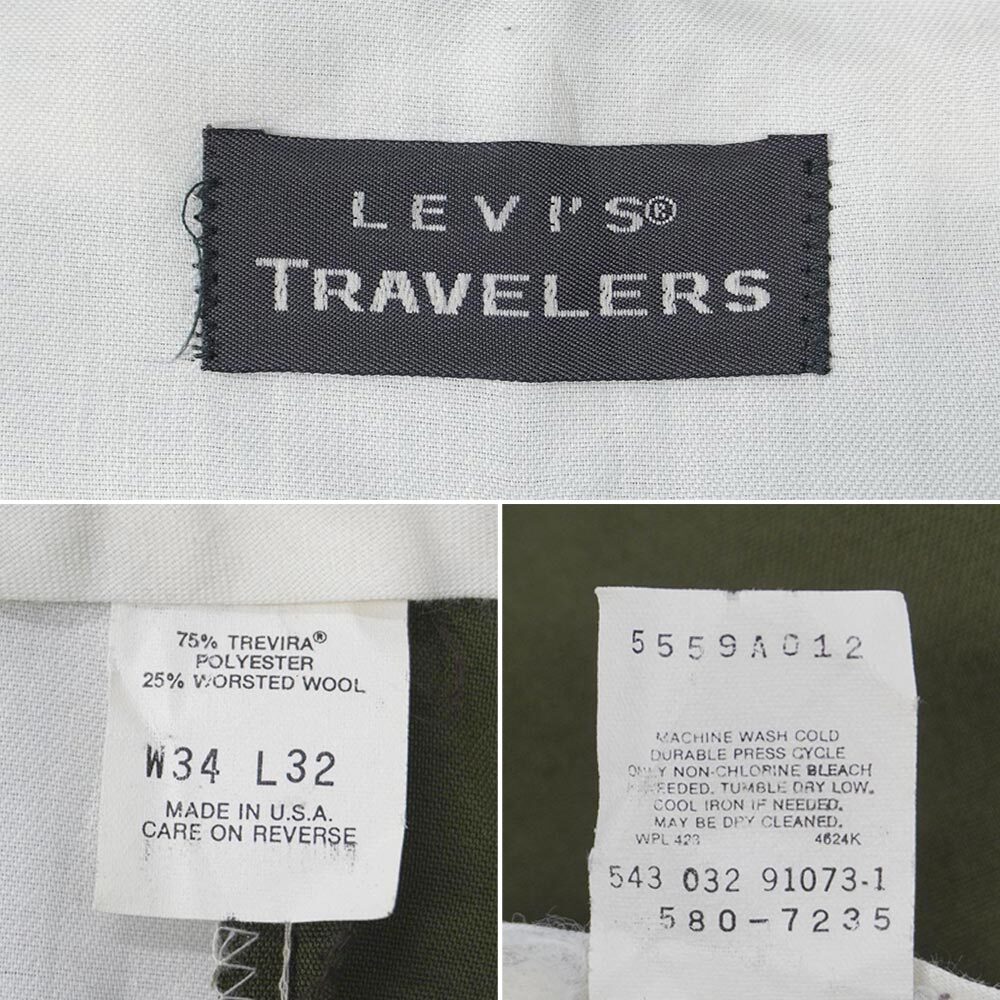 LEVI'S®
TRAVELERS
75% TREVIRA®
POLYESTER
25% WORSTED WOOL
W34 L32
MADE IN U.S.A.
CARE ON REVERSE
5559A012
MACHINE WASH COLD
DURABLE PRESS CYCLE
ONLY NON-CHLORINE BLEACH
NEEDED. TUMBLE DRY LOW.
COOL IRON IF NEEDED.
MAY BE DRY CLEANED.
WPL 423 4624K
543 032 91073-1
580-7235